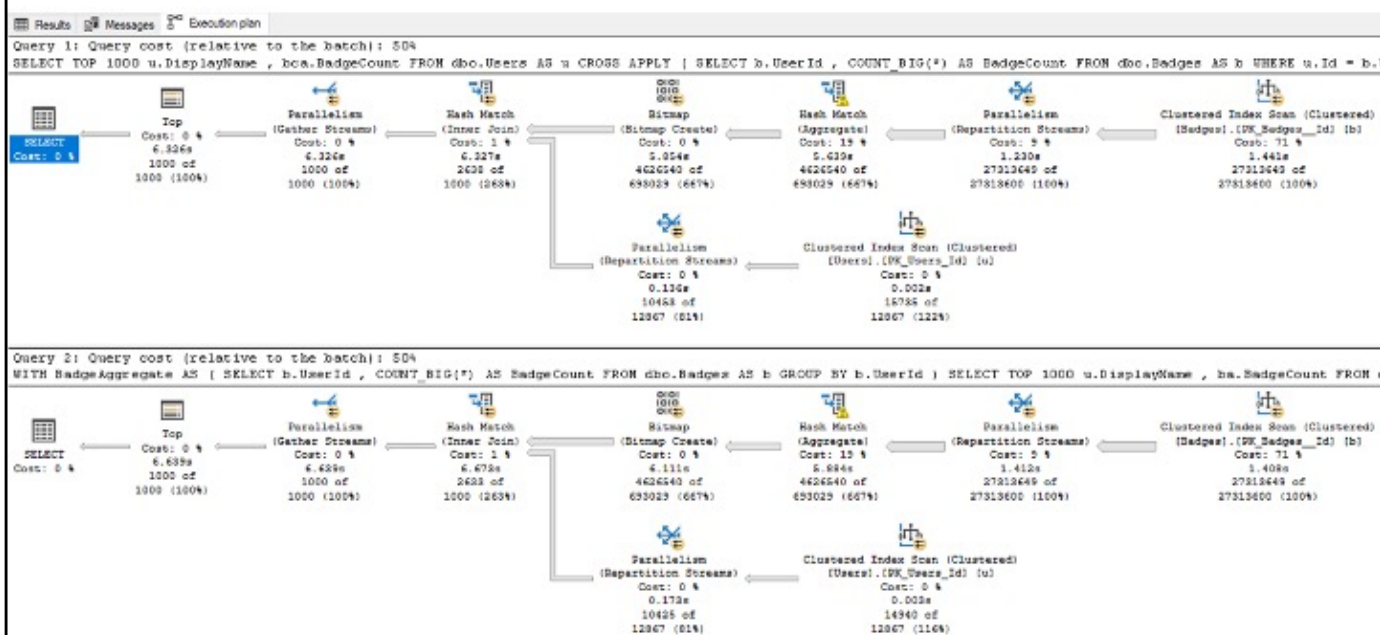 Results Messages Execution plan
Query 1: Query cost (relative to the batch): 50%
SELECT TOP 1000 u.DisplayName , bca.BadgeCount FROM dbo.Users AS u CROSS APPLY ( SELECT b.UserId , COUNT_BIG(*) AS BadgeCount FROM dbo.Badges AS b WHERE u.Id = b.
SELECT
Cost: 0 %
Top
Cost: 0 %
6.326s
1000 of
1000 (100%)
Parallelism
(Gather Streams)
Cost: 0 %
6.326s
1000 of
1000 (100%)
Hash Match
(Inner Join)
Cost: 1 %
6.327s
2630 of
1000 (263%)
Bitmap
(Bitmap Create)
Cost: 0 %
5.854s
4626540 of
693029 (667%)
Hash Match
(Aggregate)
Cost: 19 %
5.639s
4626540 of
693029 (667%)
Parallelism
(Repartition Streams)
Cost: 9 %
1.230s
27313649 of
27313600 (100%)
Clustered Index Scan (Clustered)
[Badges].[PK_Badges__Id] [b]
Cost: 71 %
1.441s
27313649 of
27313600 (100%)
Parallelism
(Repartition Streams)
Cost: 0 %
0.136s
10453 of
12867 (81%)
Clustered Index Scan (Clustered)
[Users].[PK_Users_Id] [u]
Cost: 0 %
0.002s
15735 of
12867 (122%)
Query 2: Query cost (relative to the batch): 50%
WITH BadgeAggregate AS ( SELECT b.UserId , COUNT_BIG(*) AS BadgeCount FROM dbo.Badges AS b GROUP BY b.UserId ) SELECT TOP 1000 u.DisplayName , ba.BadgeCount FROM
SELECT
Cost: 0 %
Top
Cost: 0 %
6.639s
1000 of
1000 (100%)
Parallelism
(Gather Streams)
Cost: 0 %
6.639s
1000 of
1000 (100%)
Hash Match
(Inner Join)
Cost: 1 %
6.673s
2633 of
1000 (263%)
Bitmap
(Bitmap Create)
Cost: 0 %
6.111s
4626540 of
693029 (667%)
Hash Match
(Aggregate)
Cost: 19 %
5.894s
4626540 of
693029 (667%)
Parallelism
(Repartition Streams)
Cost: 9 %
1.412s
27313649 of
27313600 (100%)
Clustered Index Scan (Clustered)
[Badges].[PK_Badges__Id] [b]
Cost: 71 %
1.408s
27313649 of
27313600 (100%)
Parallelism
(Repartition Streams)
Cost: 0 %
0.173s
10425 of
12867 (81%)
Clustered Index Scan (Clustered)
[Users].[PK_Users_Id] [u]
Cost: 0 %
0.003s
14940 of
12867 (116%)